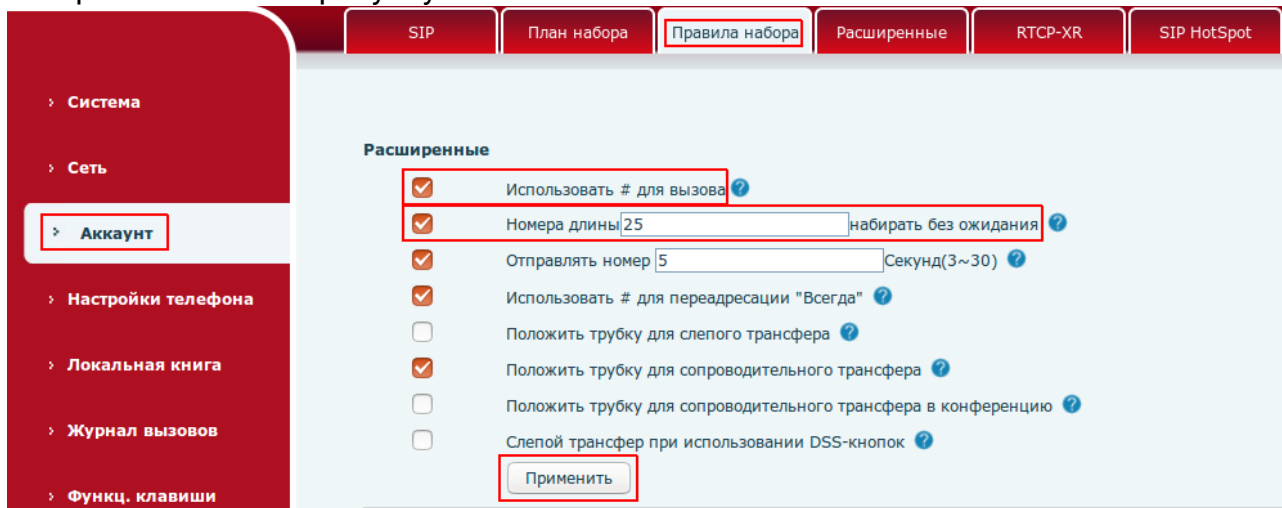 SIP План набора Правила набора Расширенные RTCP-XR SIP HotSpot
Система
Сеть
Аккаунт
Настройки телефона
Локальная книга
Журнал вызовов
Функц. клавиши
Расширенные
Использовать # для вызова ?
Номера длины 25 набирать без ожидания ?
Отправлять номер 5 Секунд(3~30) ?
Использовать # для переадресации "Всегда" ?
Положить трубку для слепого трансфера ?
Положить трубку для сопроводительного трансфера ?
Положить трубку для сопроводительного трансфера в конференцию ?
Слепой трансфер при использовании DSS-кнопок ?
Применить